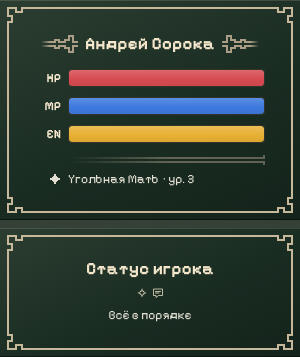 Андрей Сорока
HP
MP
EN
Угольная Мать · ур. 3
Статус игрока
Всё в порядке